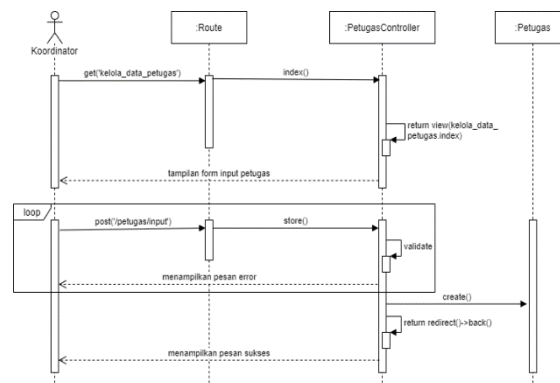 :Route
:PetugasController
:Petugas
Koordinator
get('kelola_data_petugas')
index()
return view(kelola_data_
petugas.index)
tampilan form input petugas
loop
post('/petugas/input')
store()
validate
menampilkan pesan error
create()
return redirect()->back()
menampilkan pesan sukses